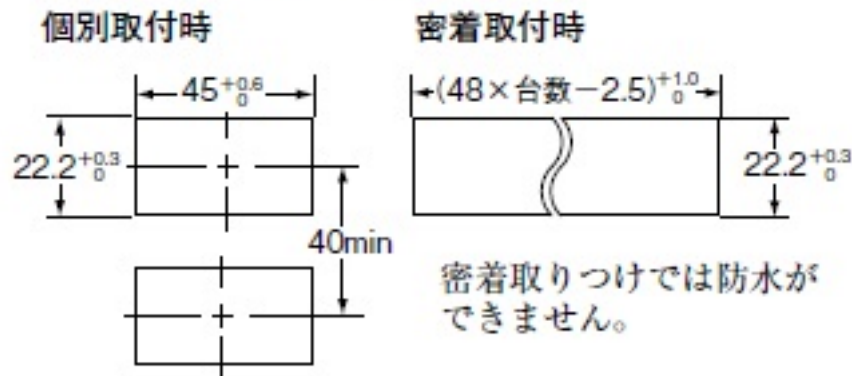 個別取付時
密着取付時
45+0.6 0
(48×台数−2.5)+1.0 0
22.2+0.3 0
22.2+0.3 0
40min
密着取りつけでは防水が
できません。